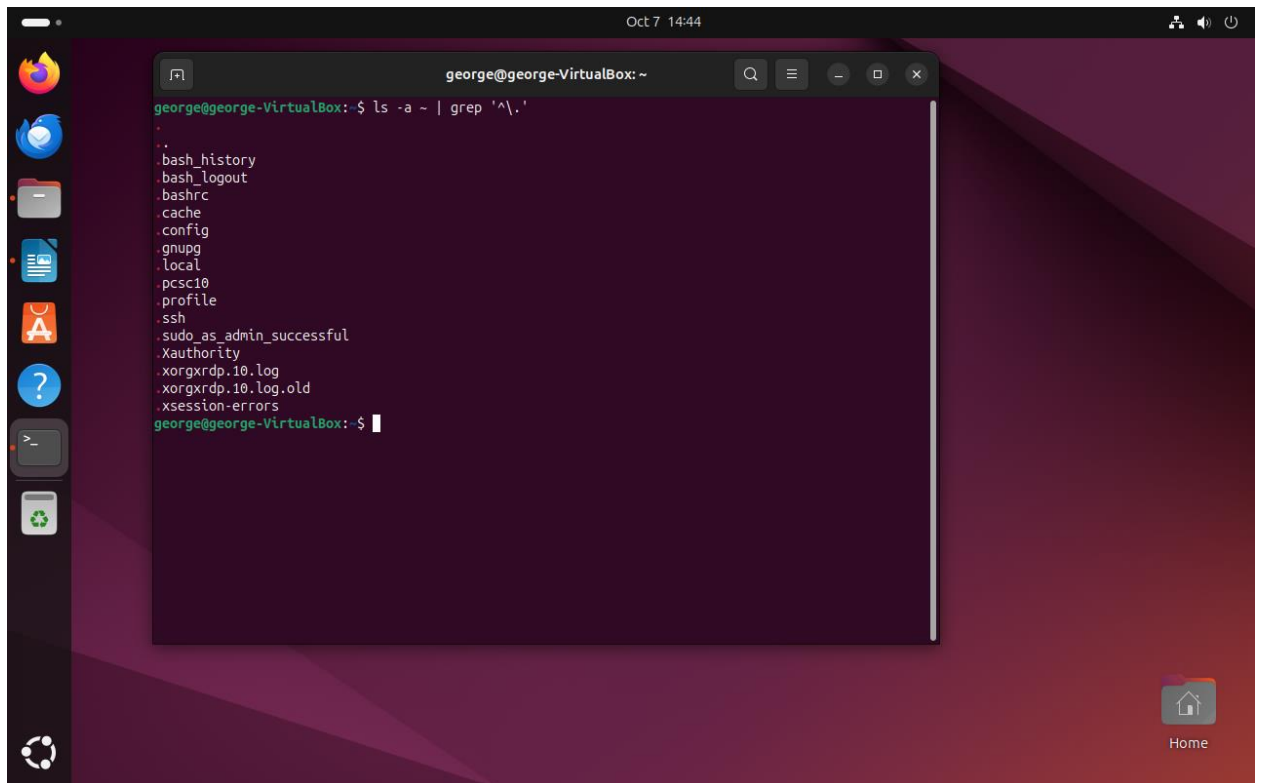 Oct 7 14:44
george@george-VirtualBox: ~
george@george-VirtualBox:~$ ls -a ~ | grep '^\.'
.
..
.bash_history
.bash_logout
.bashrc
.cache
.config
.gnupg
.local
.pcsc10
.profile
.ssh
.sudo_as_admin_successful
.Xauthority
.xorgxrdp.10.log
.xorgxrdp.10.log.old
.xsession-errors
george@george-VirtualBox:~$
Home